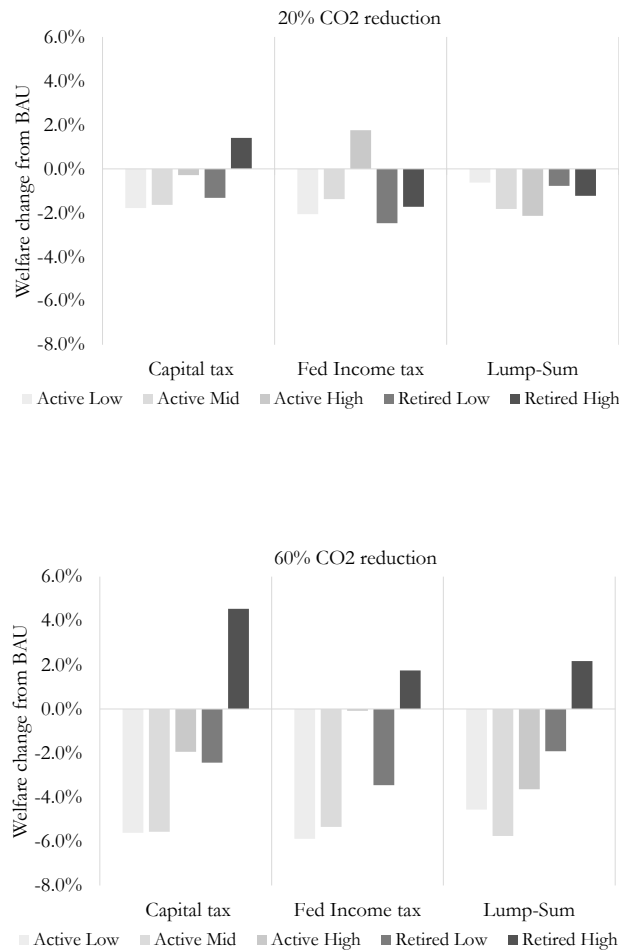 20% CO2 reduction
6.0%
4.0%
2.0%
0.0%
-2.0%
-4.0%
-6.0%
-8.0%
Welfare change from BAU
Capital tax Fed Income tax Lump-Sum
Active Low Active Mid Active High Retired Low Retired High
60% CO2 reduction
6.0%
4.0%
2.0%
0.0%
-2.0%
-4.0%
-6.0%
-8.0%
Welfare change from BAU
Capital tax Fed Income tax Lump-Sum
Active Low Active Mid Active High Retired Low Retired High